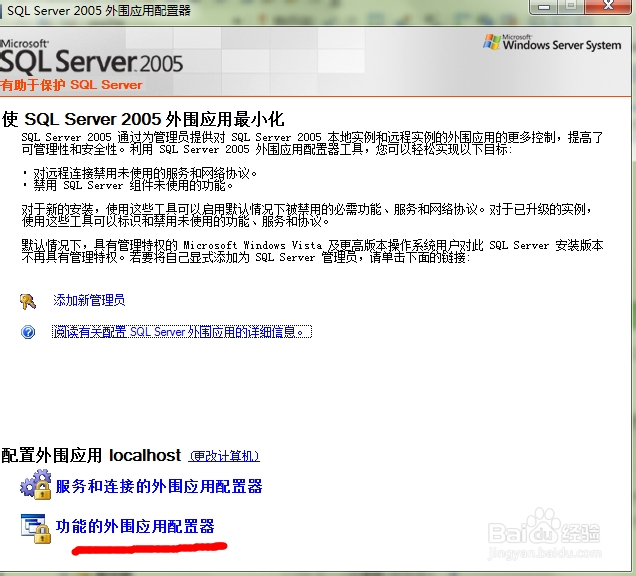 SQL Server 2005 外围应用配置器
Microsoft
SQL Server 2005
Microsoft
Windows Server System
有助于保护 SQL Server
使 SQL Server 2005 外围应用最小化
SQL Server 2005 通过为管理员提供对 SQL Server 2005 本地实例和远程实例的外围应用的更多控制，提高了
可管理性和安全性。利用 SQL Server 2005 外围应用配置器工具，您可以轻松实现以下目标:
· 对远程连接禁用未使用的服务和网络协议。
· 禁用 SQL Server 组件未使用的功能。
对于新的安装，使用这些工具可以启用默认情况下被禁用的必需功能、服务和网络协议。对于已升级的实例，
使用这些工具可以标识和禁用未使用的功能、服务和协议。
默认情况下，具有管理特权的 Microsoft Windows Vista 及更高版本操作系统用户对此 SQL Server 安装版本
不再具有管理特权。若要将自己显式添加为 SQL Server 管理员，请单击下面的链接:
添加新管理员
阅读有关配置 SQL Server 外围应用的详细信息。
配置外围应用 localhost (更改计算机)
服务和连接的外围应用配置器
功能的外围应用配置器
Baidu 经验
jingyan.baidu.com